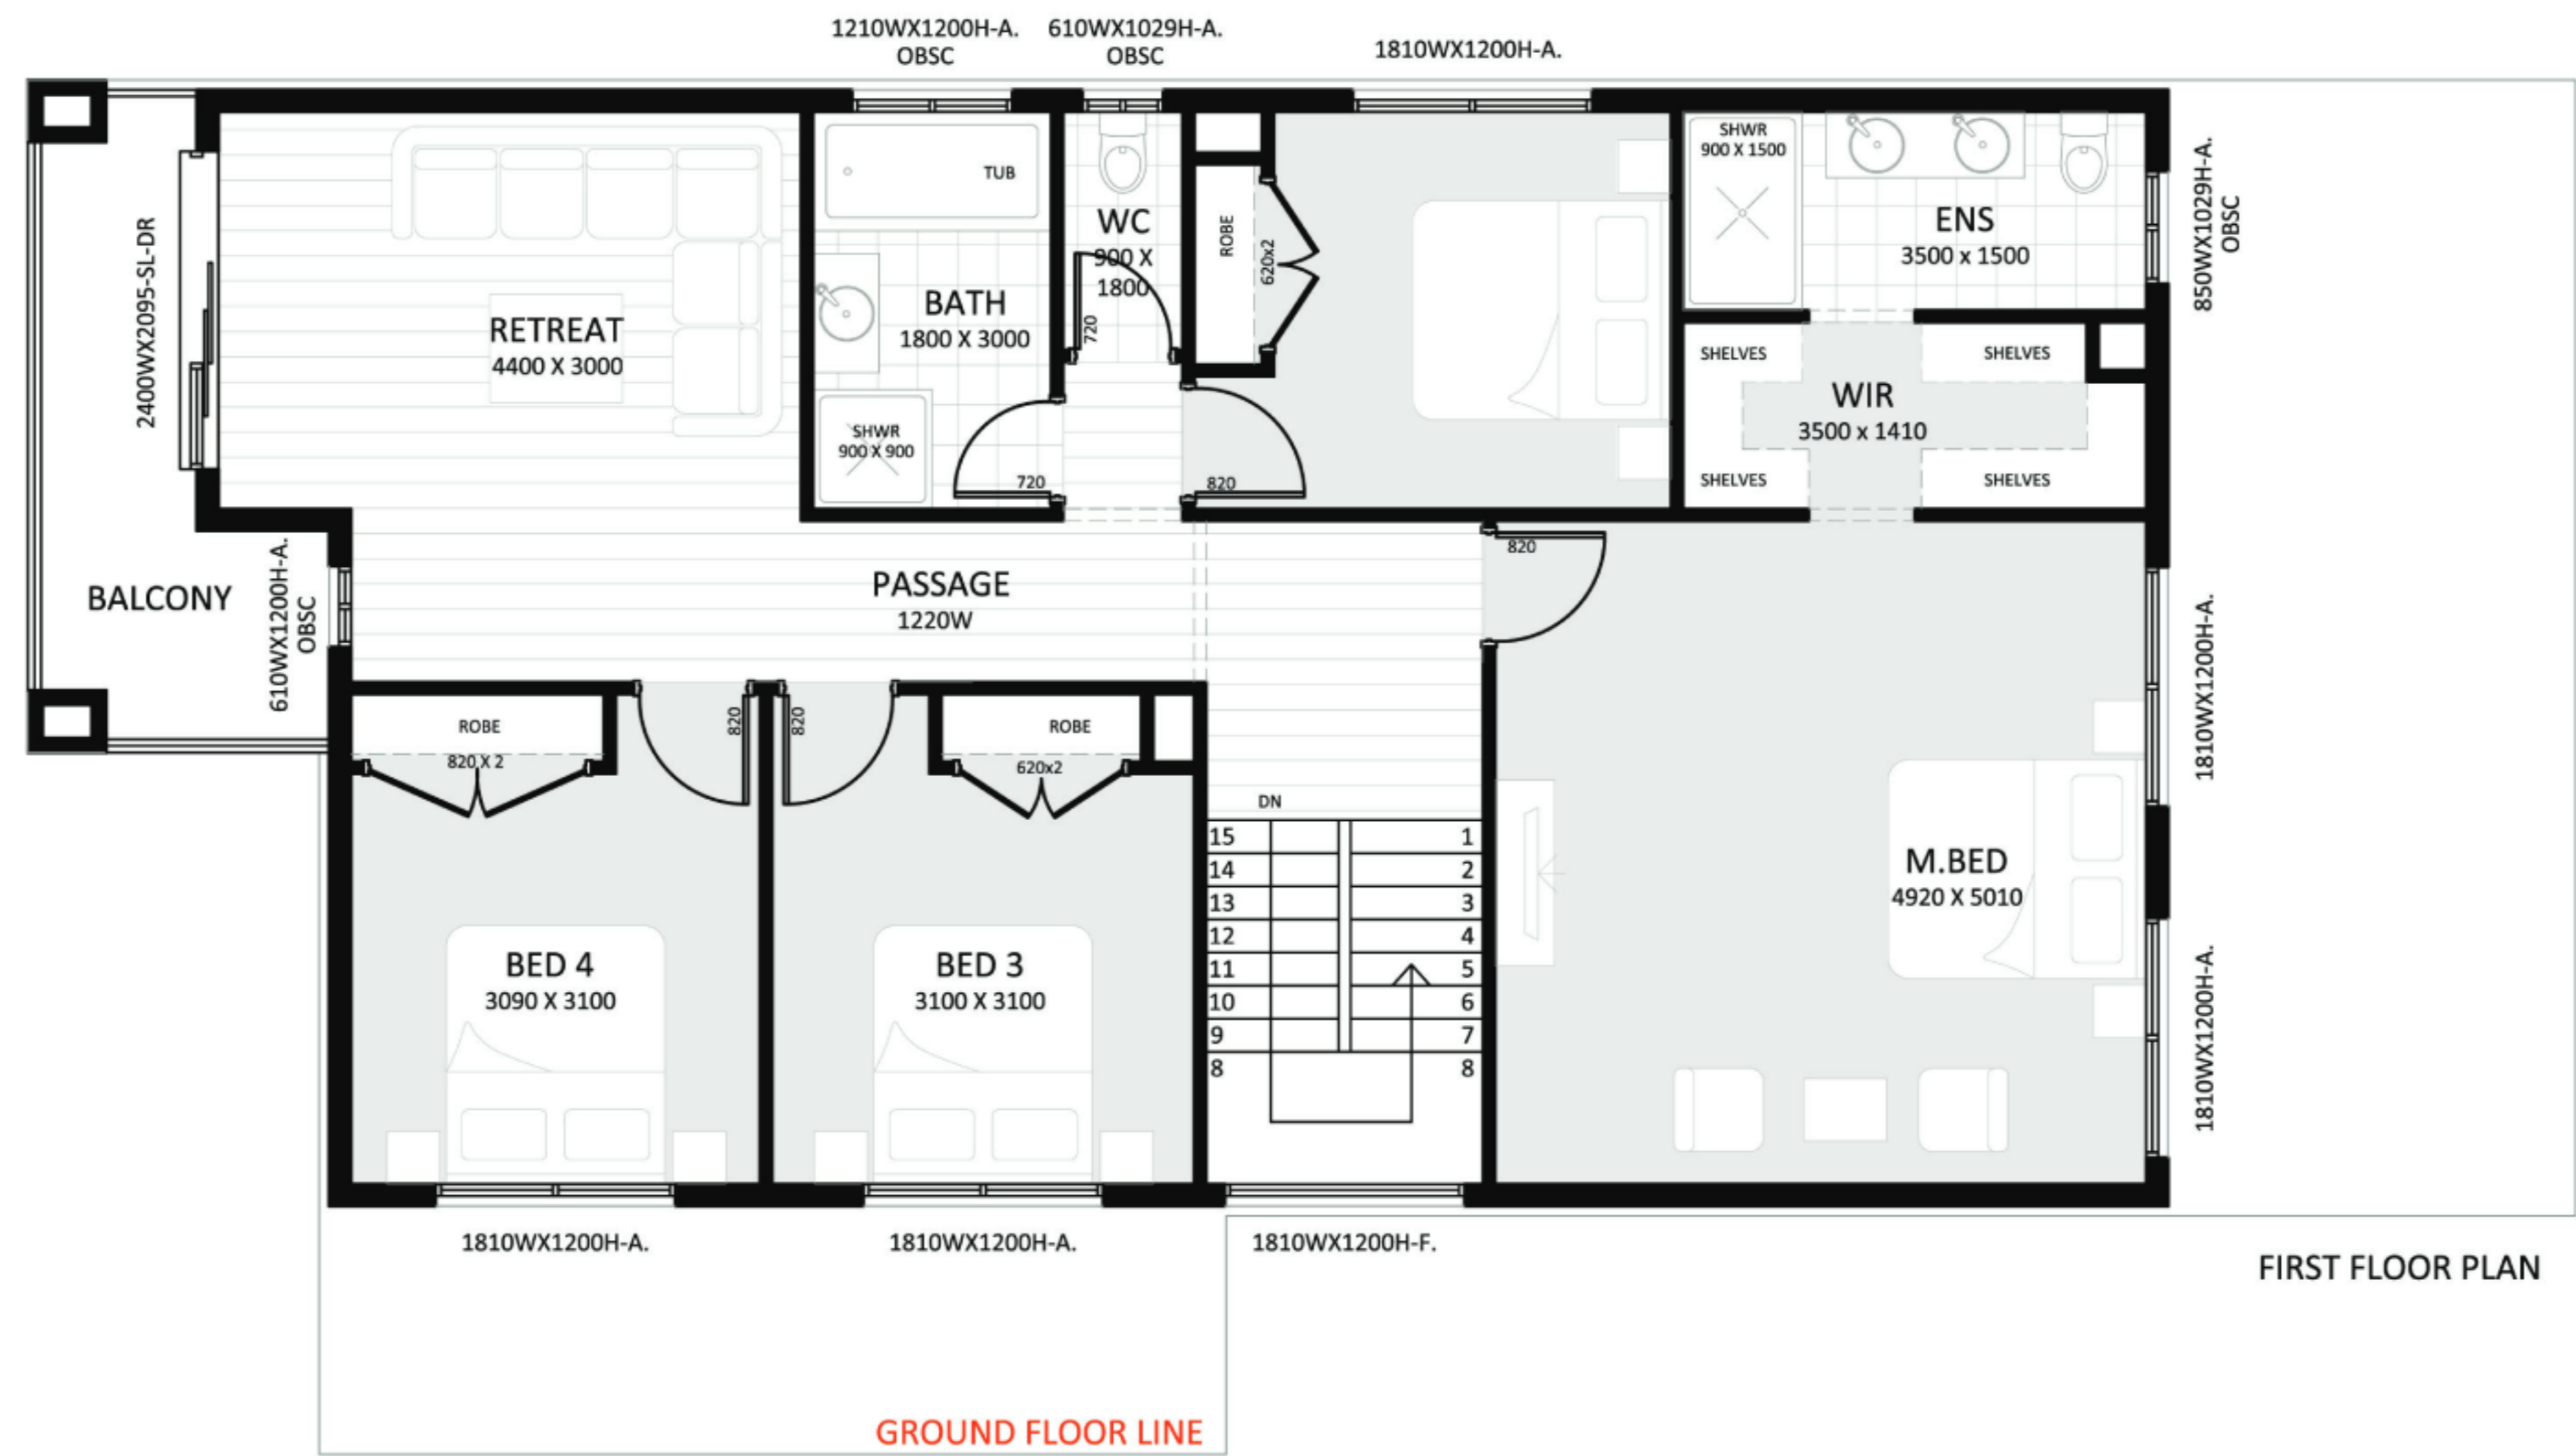 1210WX1200H-A.
OBSC
610WX1029H-A.
OBSC
1810WX1200H-A.
2400WX2095-SL-DR
RETREAT
4400 X 3000
TUB
BATH
1800 X 3000
SHWR
900 X 900
720
WC
900 X
1800
720
ROBE
620x2
820
SHWR
900 X 1500
ENS
3500 x 1500
850WX1029H-A.
OBSC
SHELVES
SHELVES
WIR
3500 x 1410
SHELVES
SHELVES
BALCONY
610WX1200H-A.
OBSC
PASSAGE
1220W
820
1810WX1200H-A.
ROBE
820 X 2
820
820
ROBE
620x2
DN
15
14
13
12
11
10
9
8
1
2
3
4
5
6
7
8
BED 4
3090 X 3100
BED 3
3100 X 3100
M.BED
4920 X 5010
1810WX1200H-A.
1810WX1200H-A.
1810WX1200H-A.
1810WX1200H-F.
FIRST FLOOR PLAN
GROUND FLOOR LINE